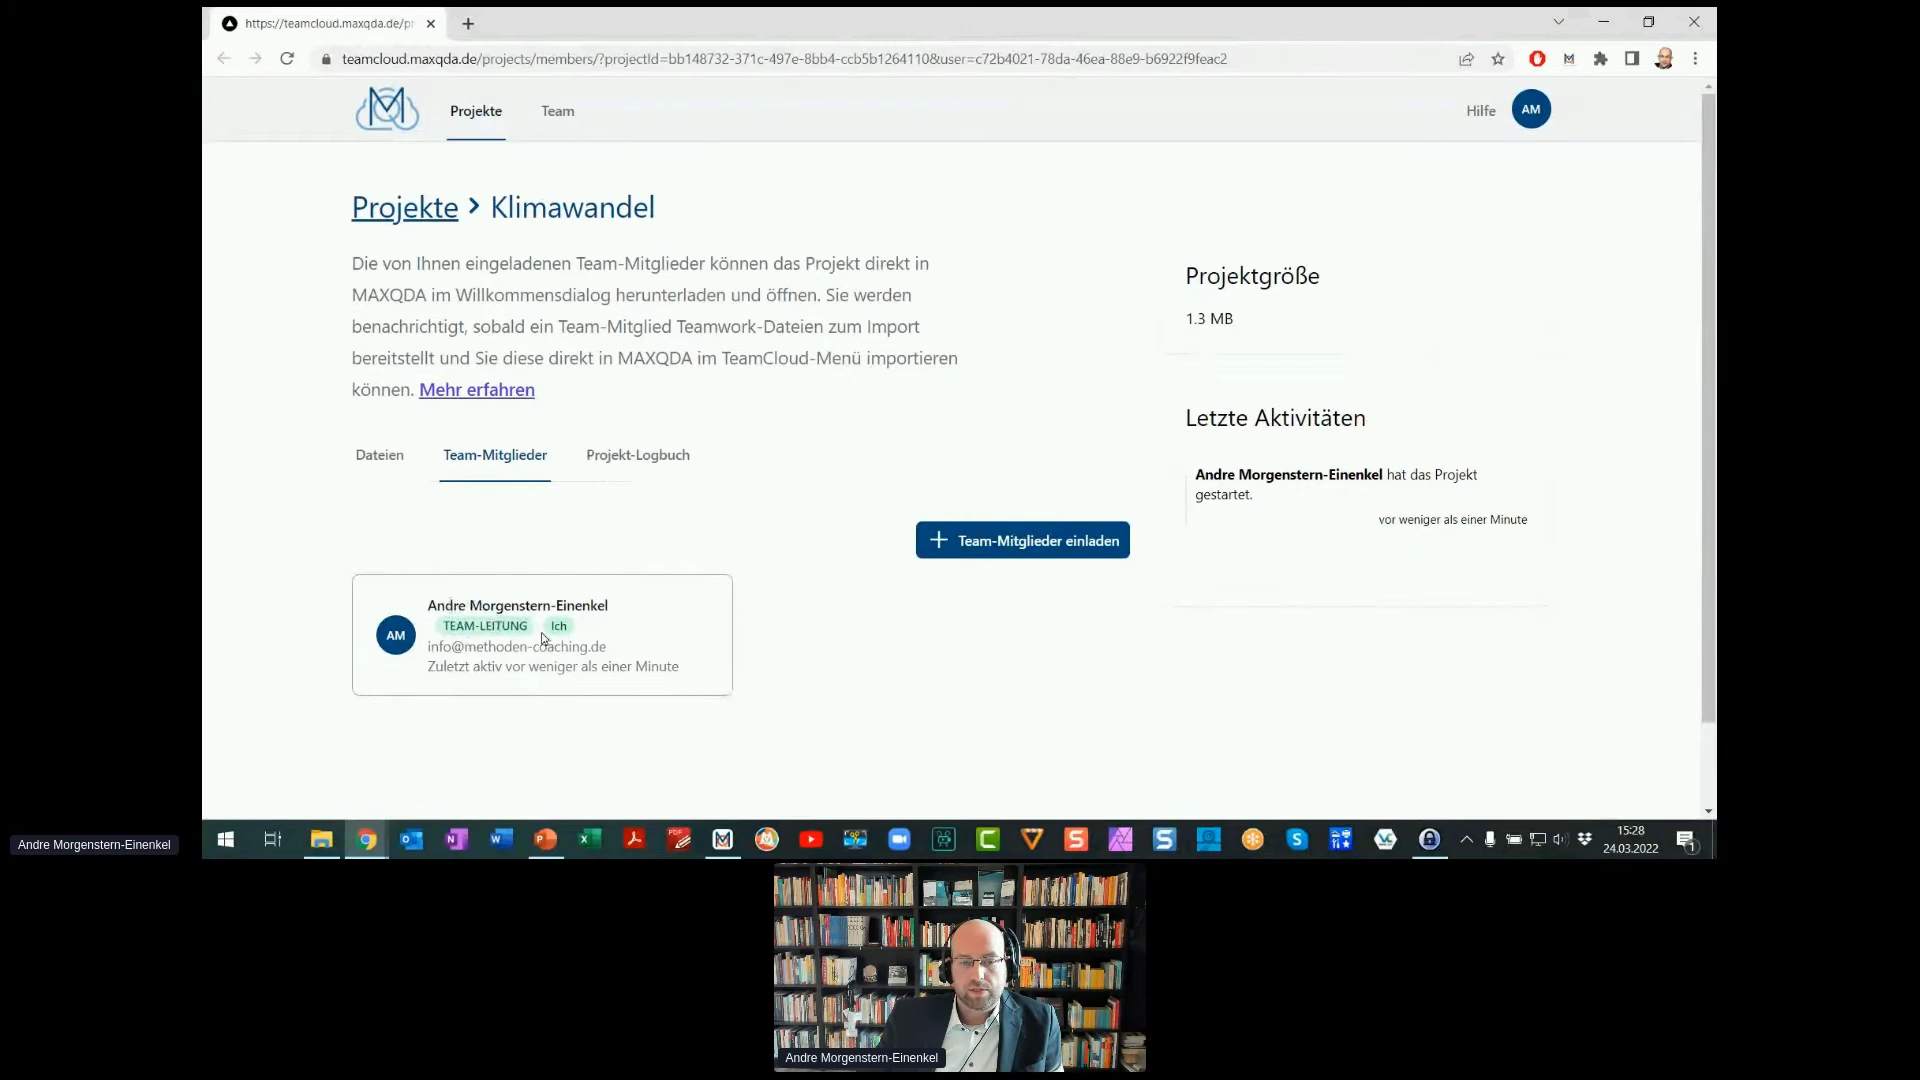 https://teamcloud.maxqda.de/pr
teamcloud.maxqda.de/projects/members/?projectId=bb148732-371c-497e-8bb4-ccb5b1264110&user=c72b4021-78da-46ea-88e9-b6922f9feac2
Projekte
Team
Hilfe
AM
Projekte > Klimawandel
Die von Ihnen eingeladenen Team-Mitglieder können das Projekt direkt in
MAXQDA im Willkommensdialog herunterladen und öffnen. Sie werden
benachrichtigt, sobald ein Team-Mitglied Teamwork-Dateien zum Import
bereitstellt und Sie diese direkt in MAXQDA im TeamCloud-Menü importieren
können. Mehr erfahren
Projektgröße
1.3 MB
Letzte Aktivitäten
Andre Morgenstern-Einenkel hat das Projekt
gestartet.
vor weniger als einer Minute
Dateien
Team-Mitglieder
Projekt-Logbuch
+ Team-Mitglieder einladen
AM
Andre Morgenstern-Einenkel
TEAM-LEITUNG
Ich
info@methoden-coaching.de
Zuletzt aktiv vor weniger als einer Minute
15:28
24.03.2022
1
Andre Morgenstern-Einenkel
Andre Morgenstern-Einenkel